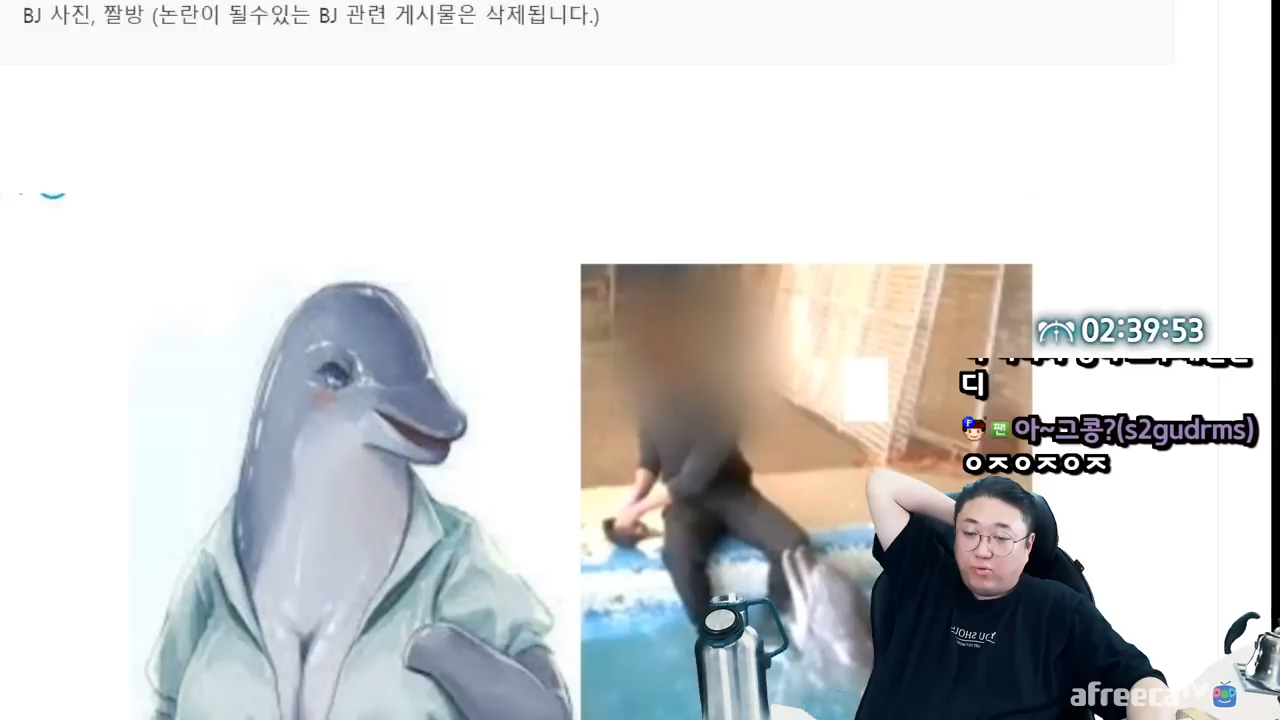 BJ 사진, 짤방 (논란이 될수있는 BJ 관련 게시물은 삭제됩니다.)
02:39:53
디
팬 아~그콩?(s2gudrms)
ㅇㅈㅇㅈㅇㅈ
afreecaTV